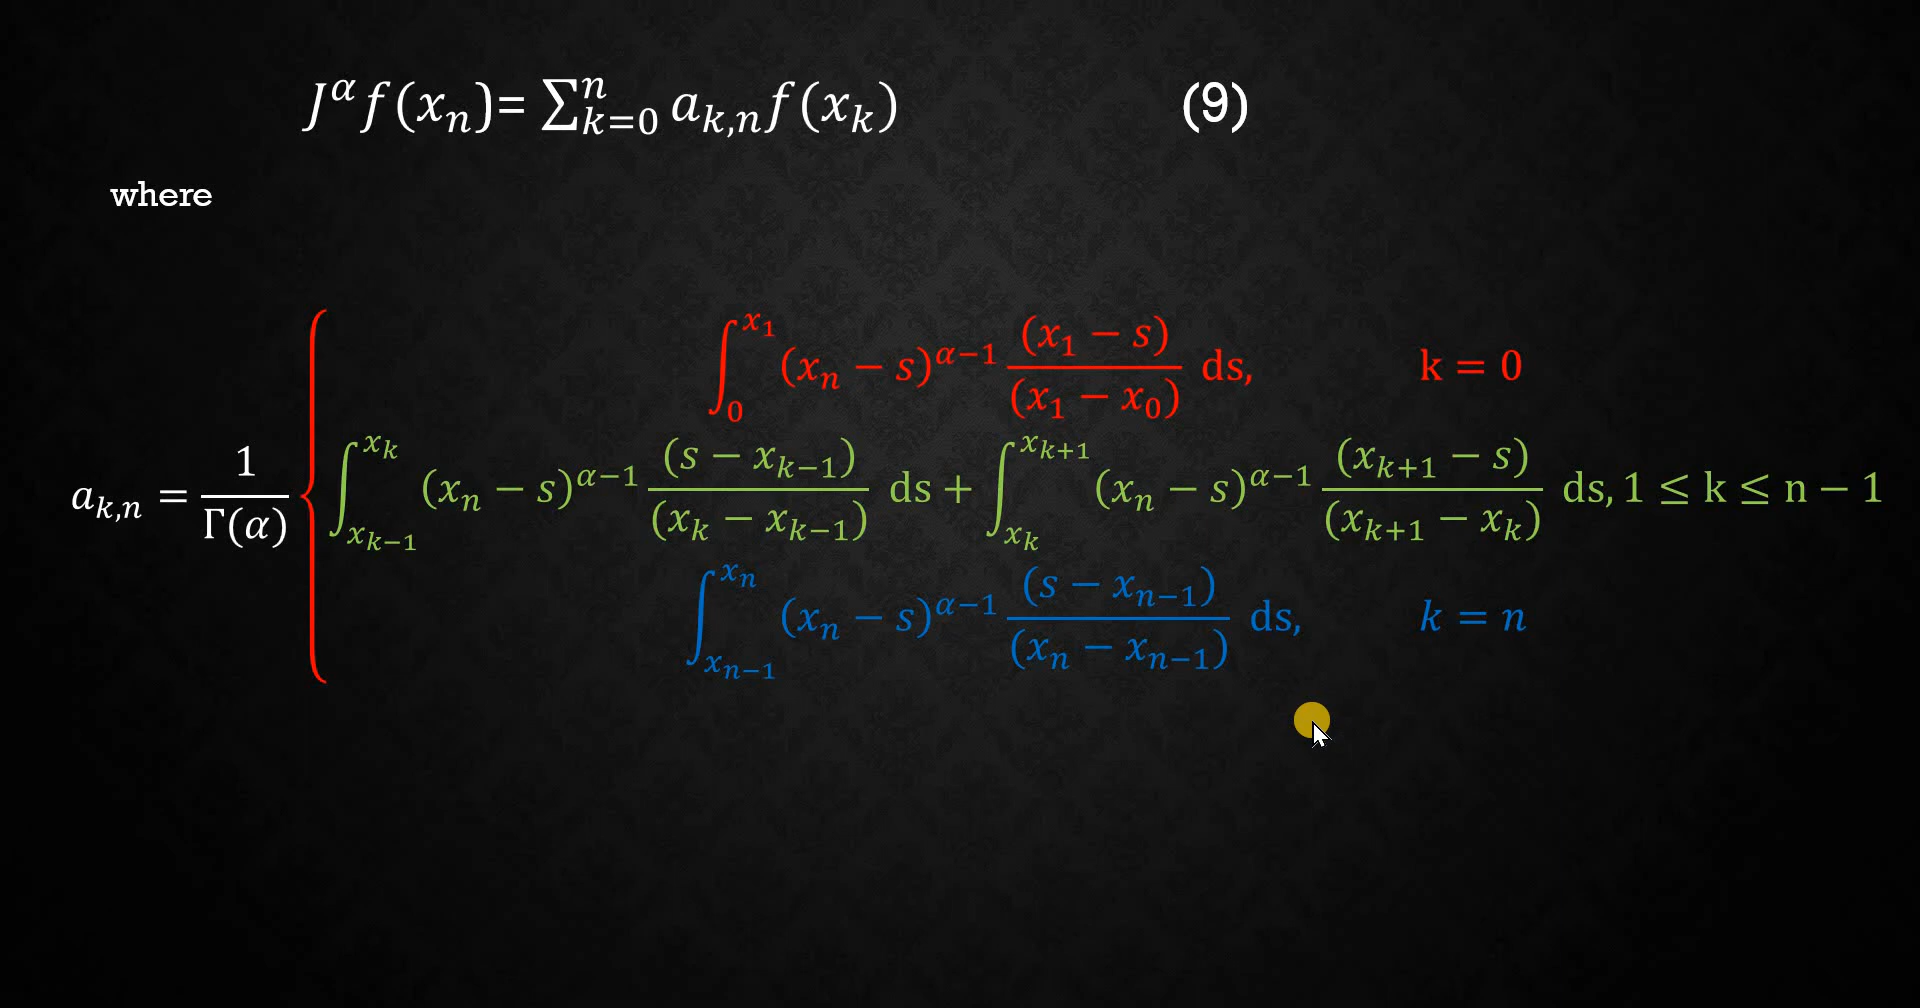 J^α f(x_n)= ∑_{k=0}^{n} a_{k,n} f(x_k) (9)
where
∫_0^{x_1} (x_n − s)^{α−1} (x_1 − s)/(x_1 − x_0) ds, k = 0
a_{k,n} = 1/Γ(α) { ∫_{x_{k−1}}^{x_k} (x_n − s)^{α−1} (s − x_{k−1})/(x_k − x_{k−1}) ds + ∫_{x_k}^{x_{k+1}} (x_n − s)^{α−1} (x_{k+1} − s)/(x_{k+1} − x_k) ds, 1 ≤ k ≤ n − 1
∫_{x_{n−1}}^{x_n} (x_n − s)^{α−1} (s − x_{n−1})/(x_n − x_{n−1}) ds, k = n